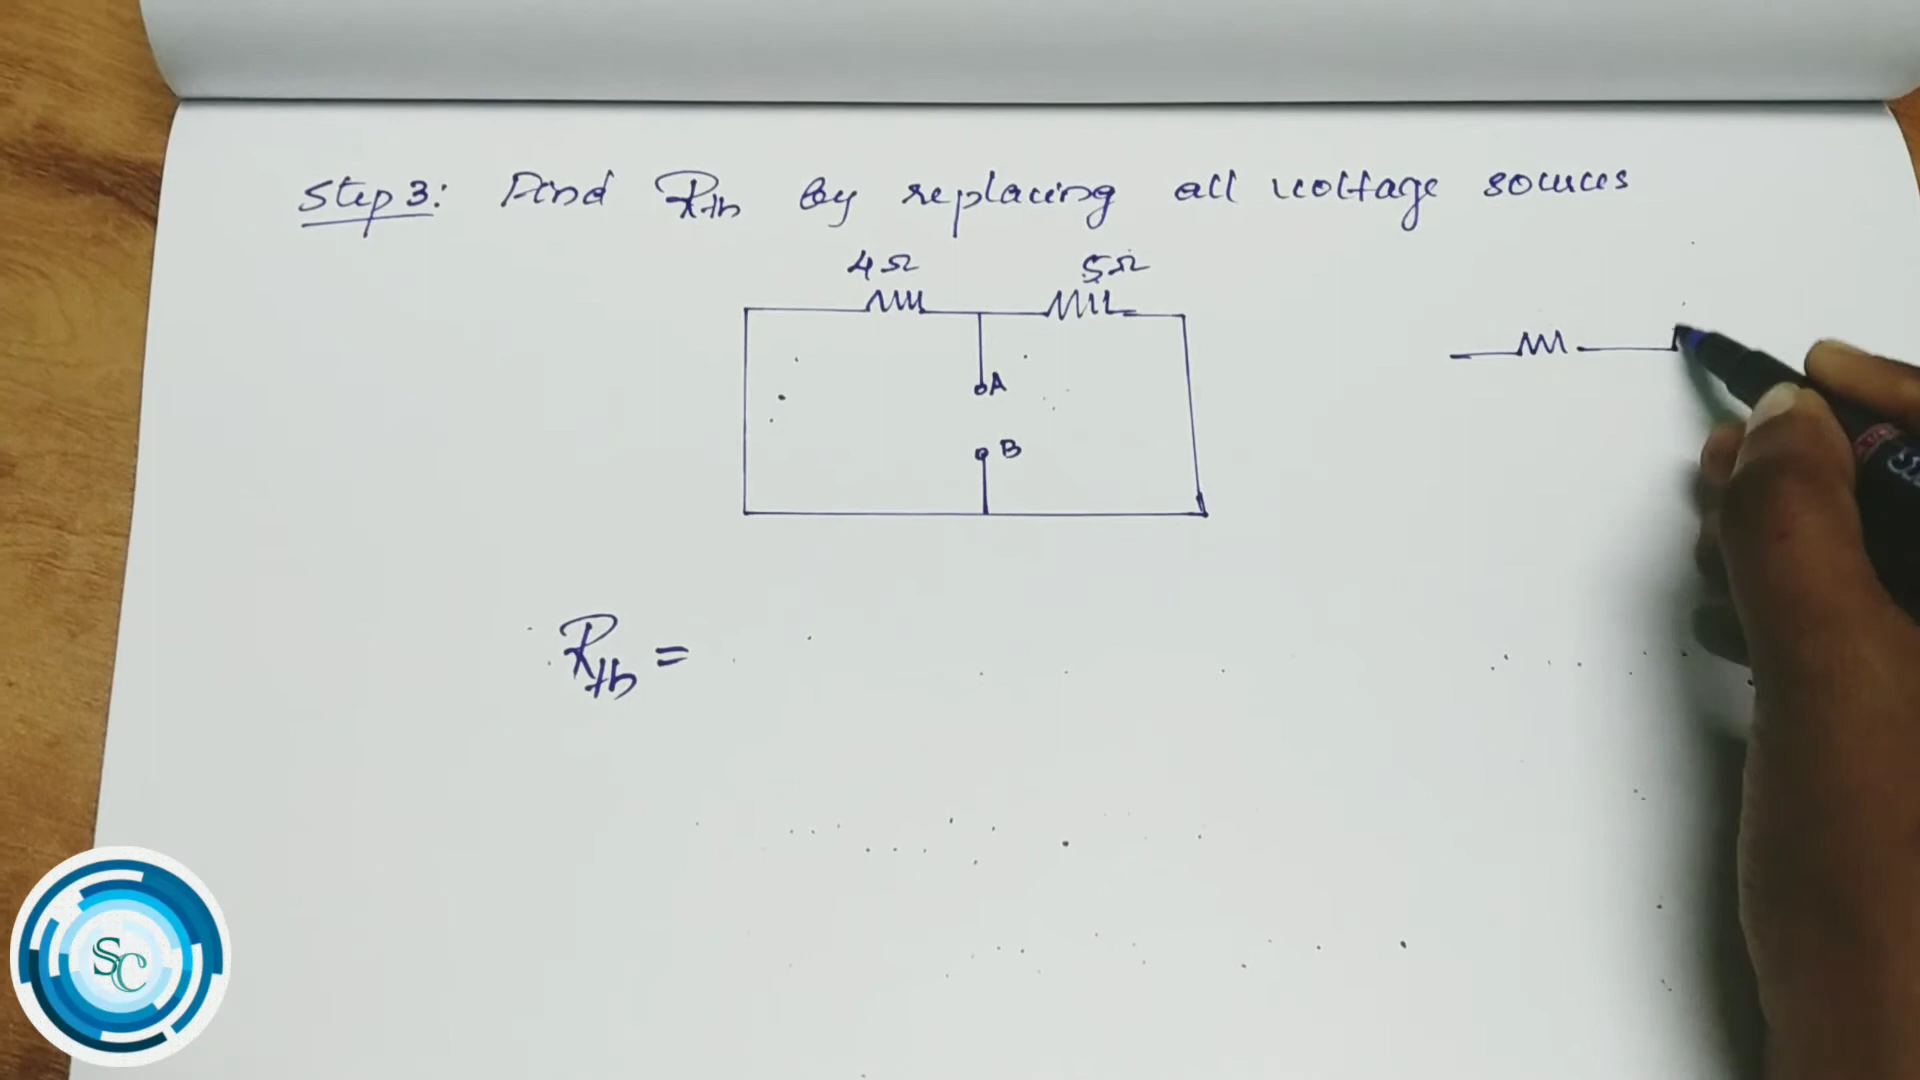 Step 3: Find Rth by replacing all voltage sources
4Ω 5Ω
A
B
Rth =
SC